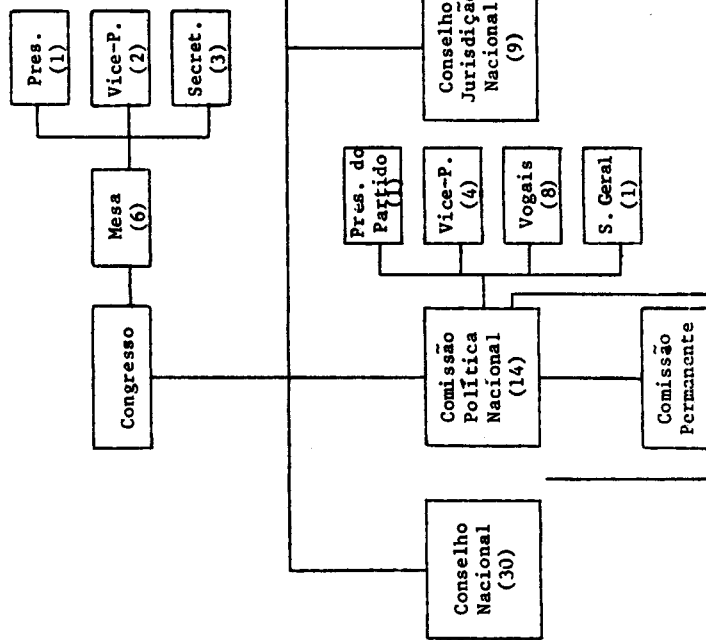 Pres.
(1)
Vice-P.
(2)
Secret.
(3)
Mesa
(6)
Congresso
Conselho
Jurisdição
Nacional
(9)
Prés. do
Partido
(1)
Vice-P.
(4)
Vogais
(8)
S. Geral
(1)
Comissão
Política
Nacional
(14)
Comissão
Permanente
Conselho
Nacional
(30)